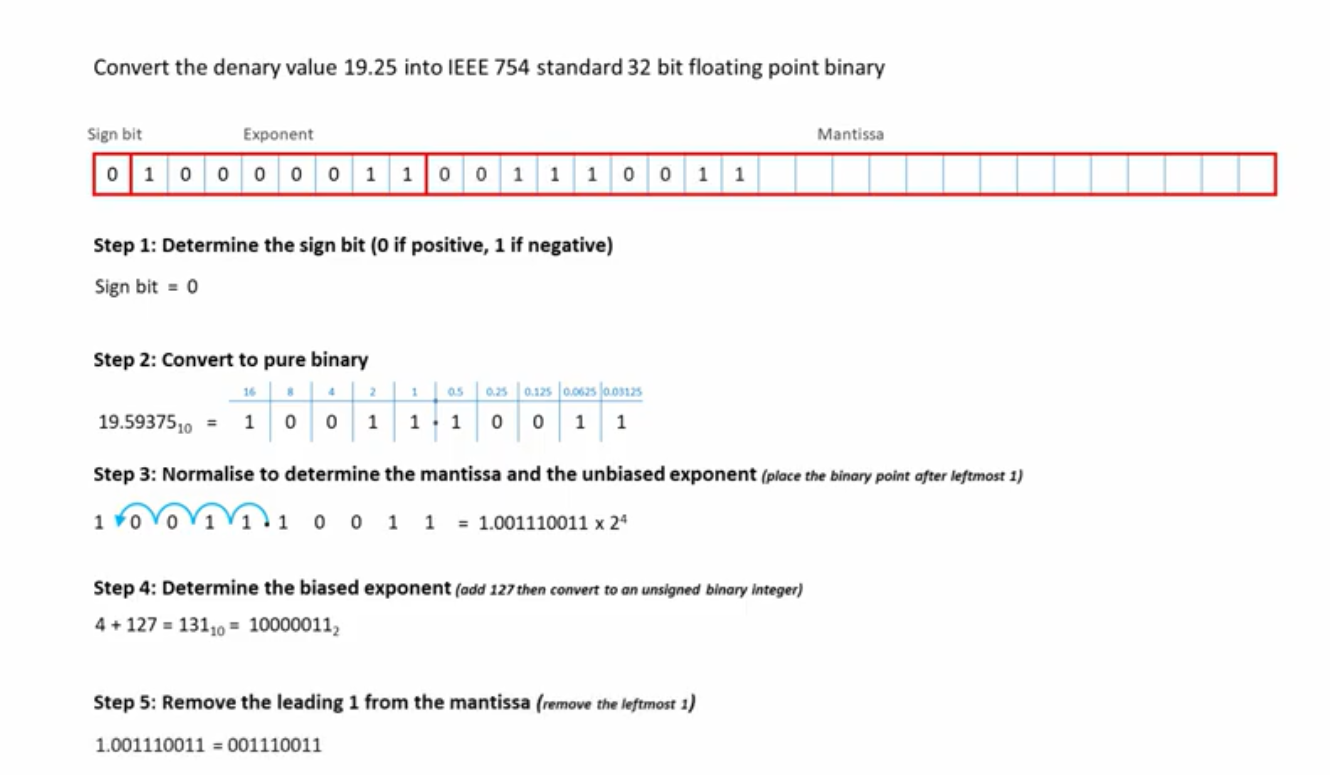 Convert the denary value 19.25 into IEEE 754 standard 32 bit floating point binary
Sign bit Exponent Mantissa
0 1 0 0 0 0 0 1 1 0 0 1 1 1 0 0 1 1
Step 1: Determine the sign bit (0 if positive, 1 if negative)
Sign bit = 0
Step 2: Convert to pure binary
16 8 4 2 1 0.5 0.25 0.125 0.0625 0.03125
19.59375₁₀ = 1 0 0 1 1 . 1 0 0 1 1
Step 3: Normalise to determine the mantissa and the unbiased exponent (place the binary point after leftmost 1)
1 0 0 1 1 . 1 0 0 1 1 = 1.001110011 x 2⁴
Step 4: Determine the biased exponent (add 127 then convert to an unsigned binary integer)
4 + 127 = 131₁₀ = 10000011₂
Step 5: Remove the leading 1 from the mantissa (remove the leftmost 1)
1.001110011 = 001110011